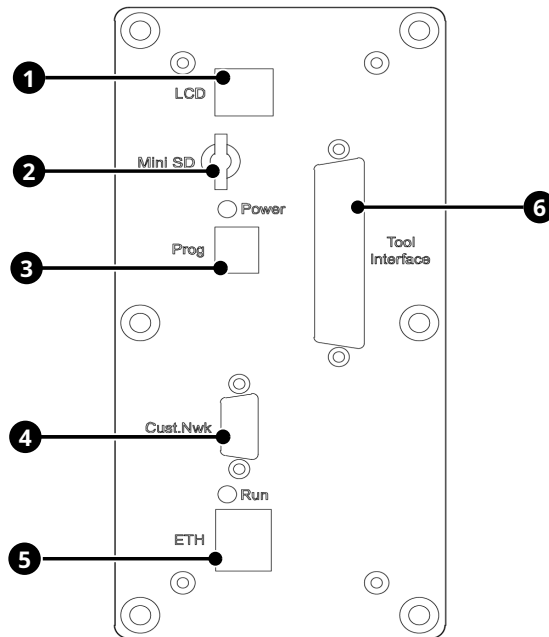 1
LCD
Mini SD
2
Power
6
Prog
Tool
Interface
3
Cust.Nwk
4
Run
ETH
5